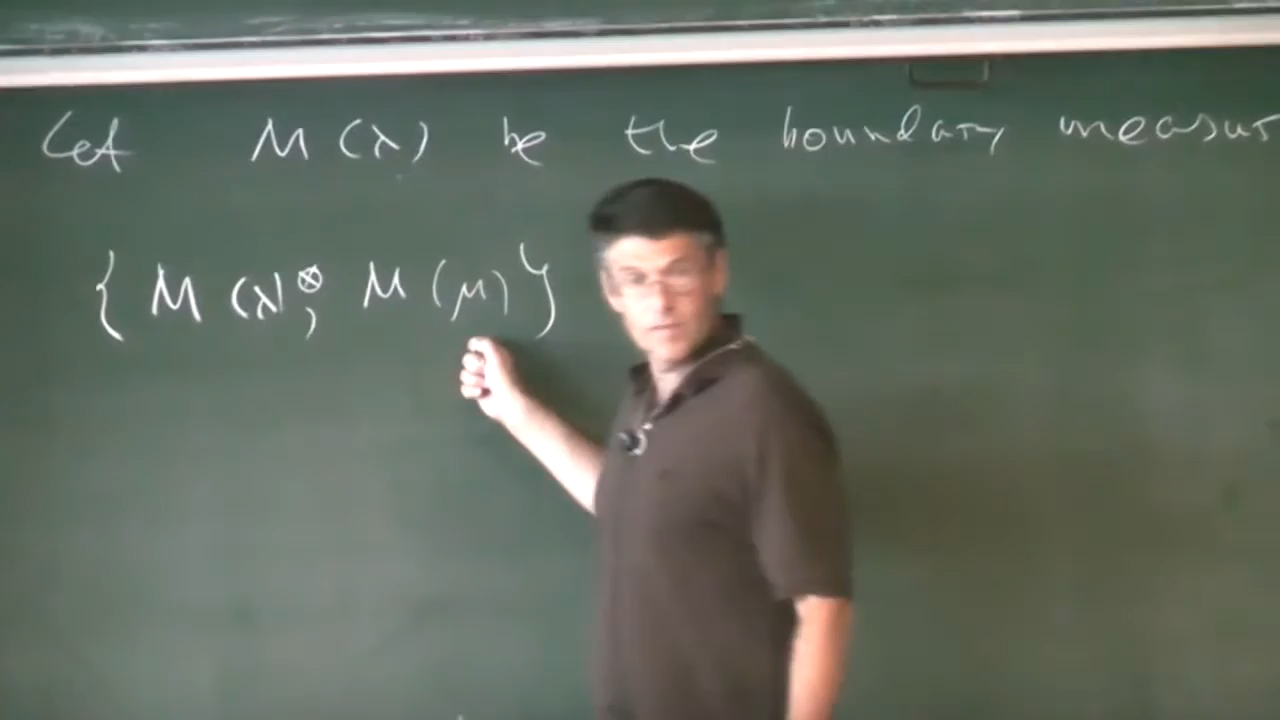 Let M(λ) be the boundary measur
{ M(λ) ⊗, M(μ) }